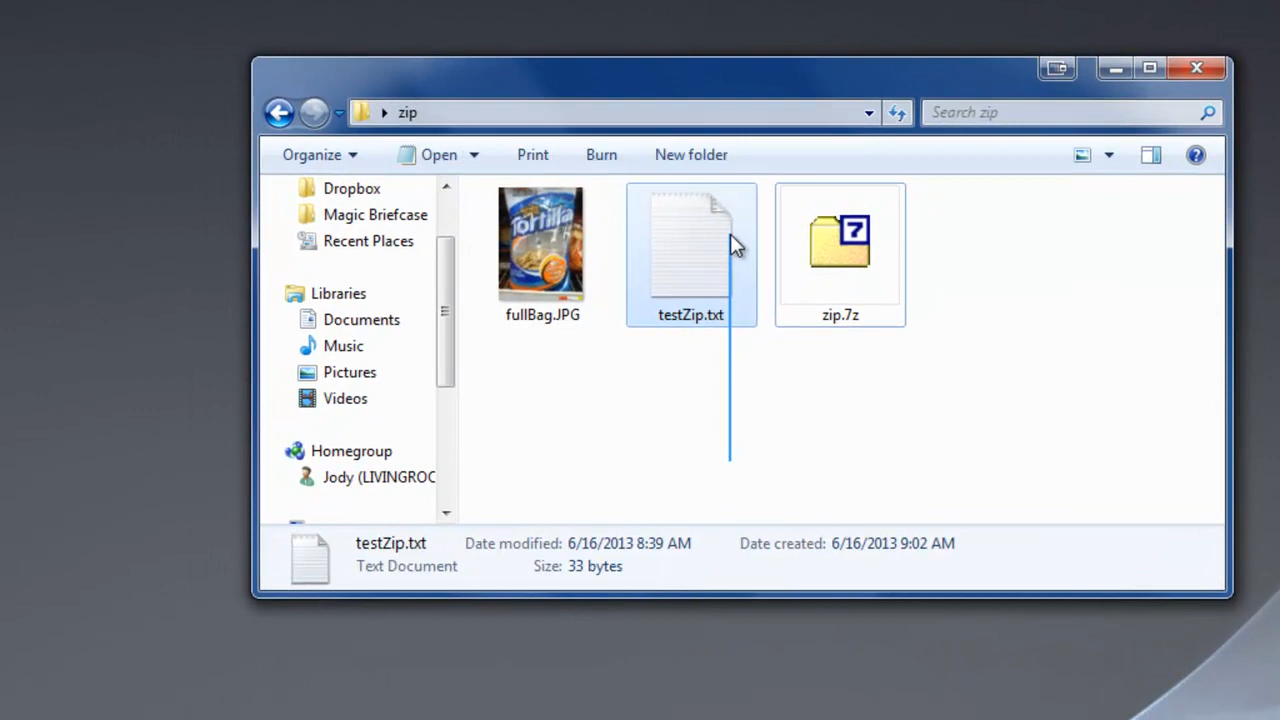 zip
Search zip
Organize Open Print Burn New folder
Dropbox
Magic Briefcase
Recent Places
Libraries
Documents
Music
Pictures
Videos
Homegroup
Jody (LIVINGROO
Tortilla
7
fullBag.JPG testZip.txt zip.7z
testZip.txt Date modified: 6/16/2013 8:39 AM Date created: 6/16/2013 9:02 AM
Text Document Size: 33 bytes